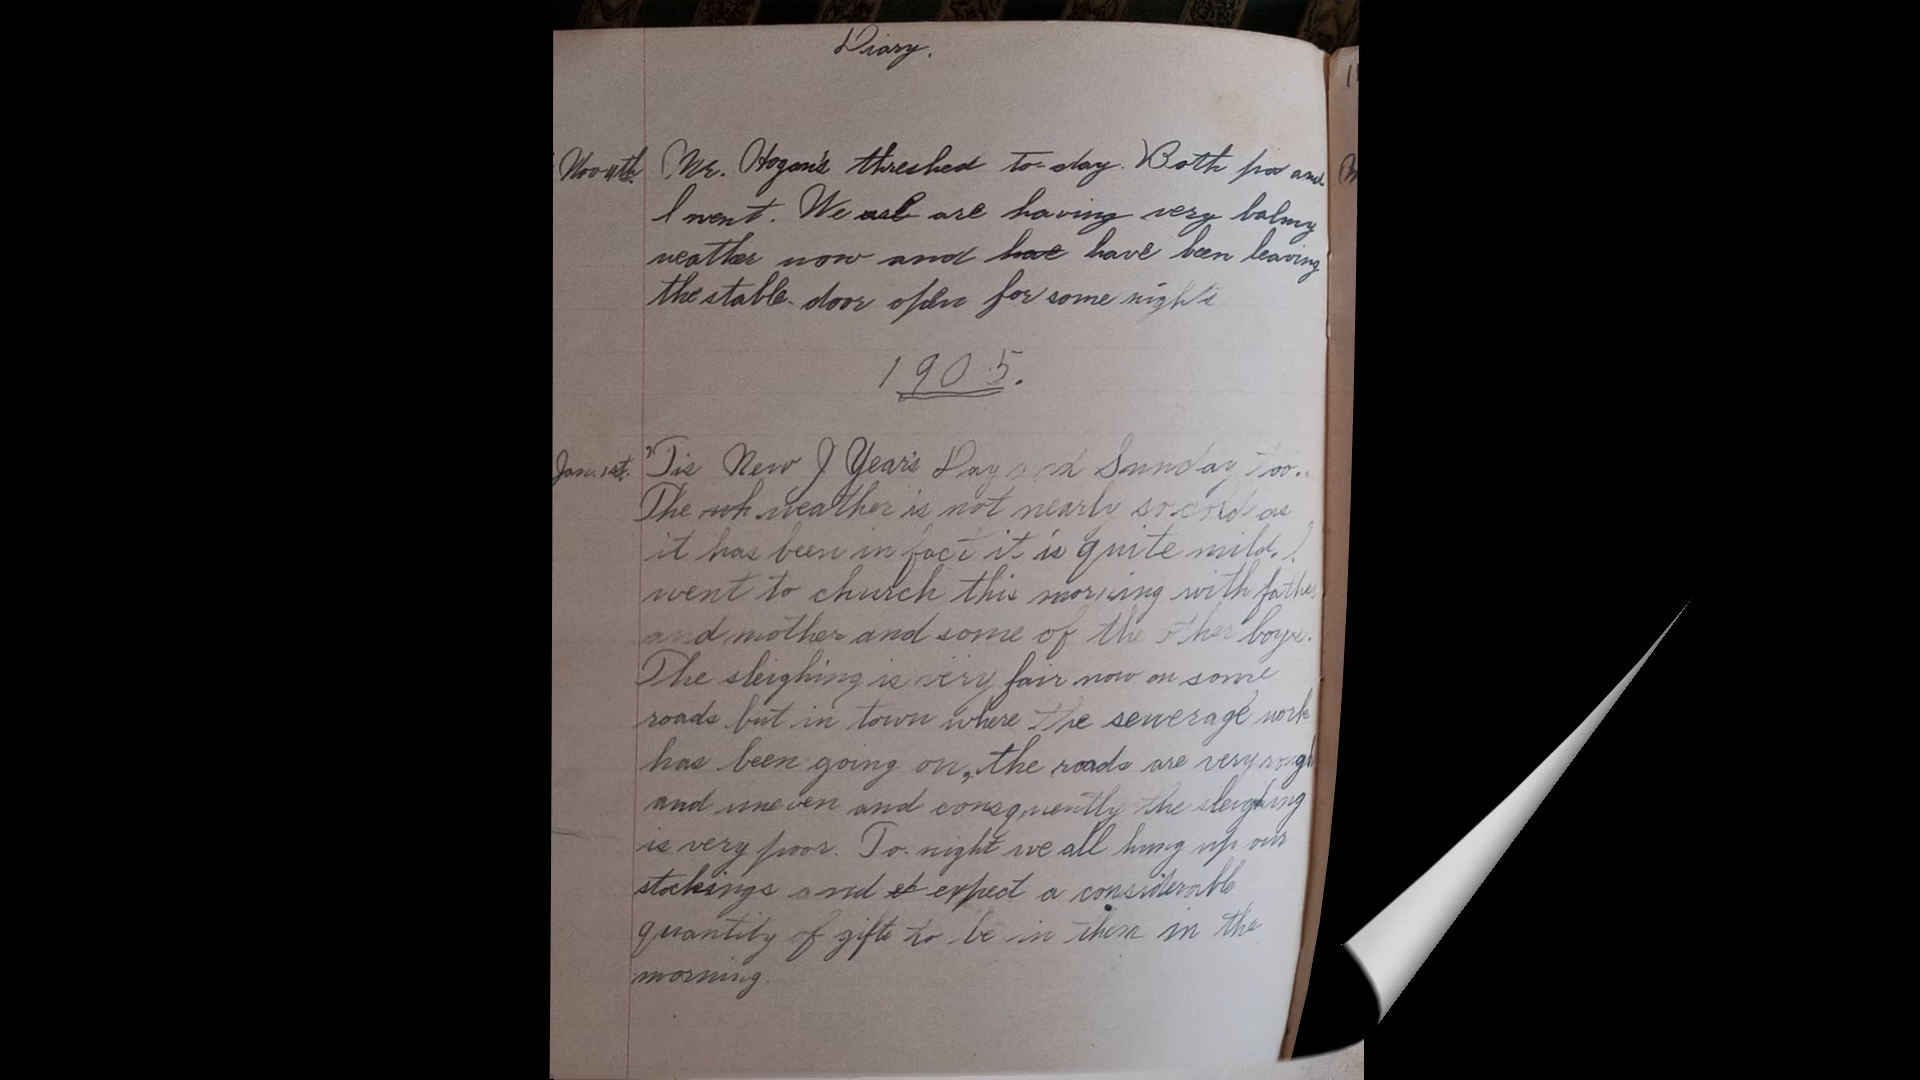 Diary.
Nov 4th. Mr. Hogan's threshed to-day. Both poo and
I went. We are are having very balmy
weather now and hae have been leaving
the stable door open for some nights
1905.
Jan. 1st. 'Tis New J Year's Day and Sunday too.
The wh weather is not nearly so cold as
it has been in fact it is quite mild. I
went to church this morning with father
and mother and some of the other boys.
The sleighing is very fair now on some
roads but in town where the sewerage work
has been going on, the roads are very rough
and uneven and consquently the sleighing
is very poor. To-night we all hung up our
stockings and et expect a considerable
quantity of gifts to be in them in the
morning.